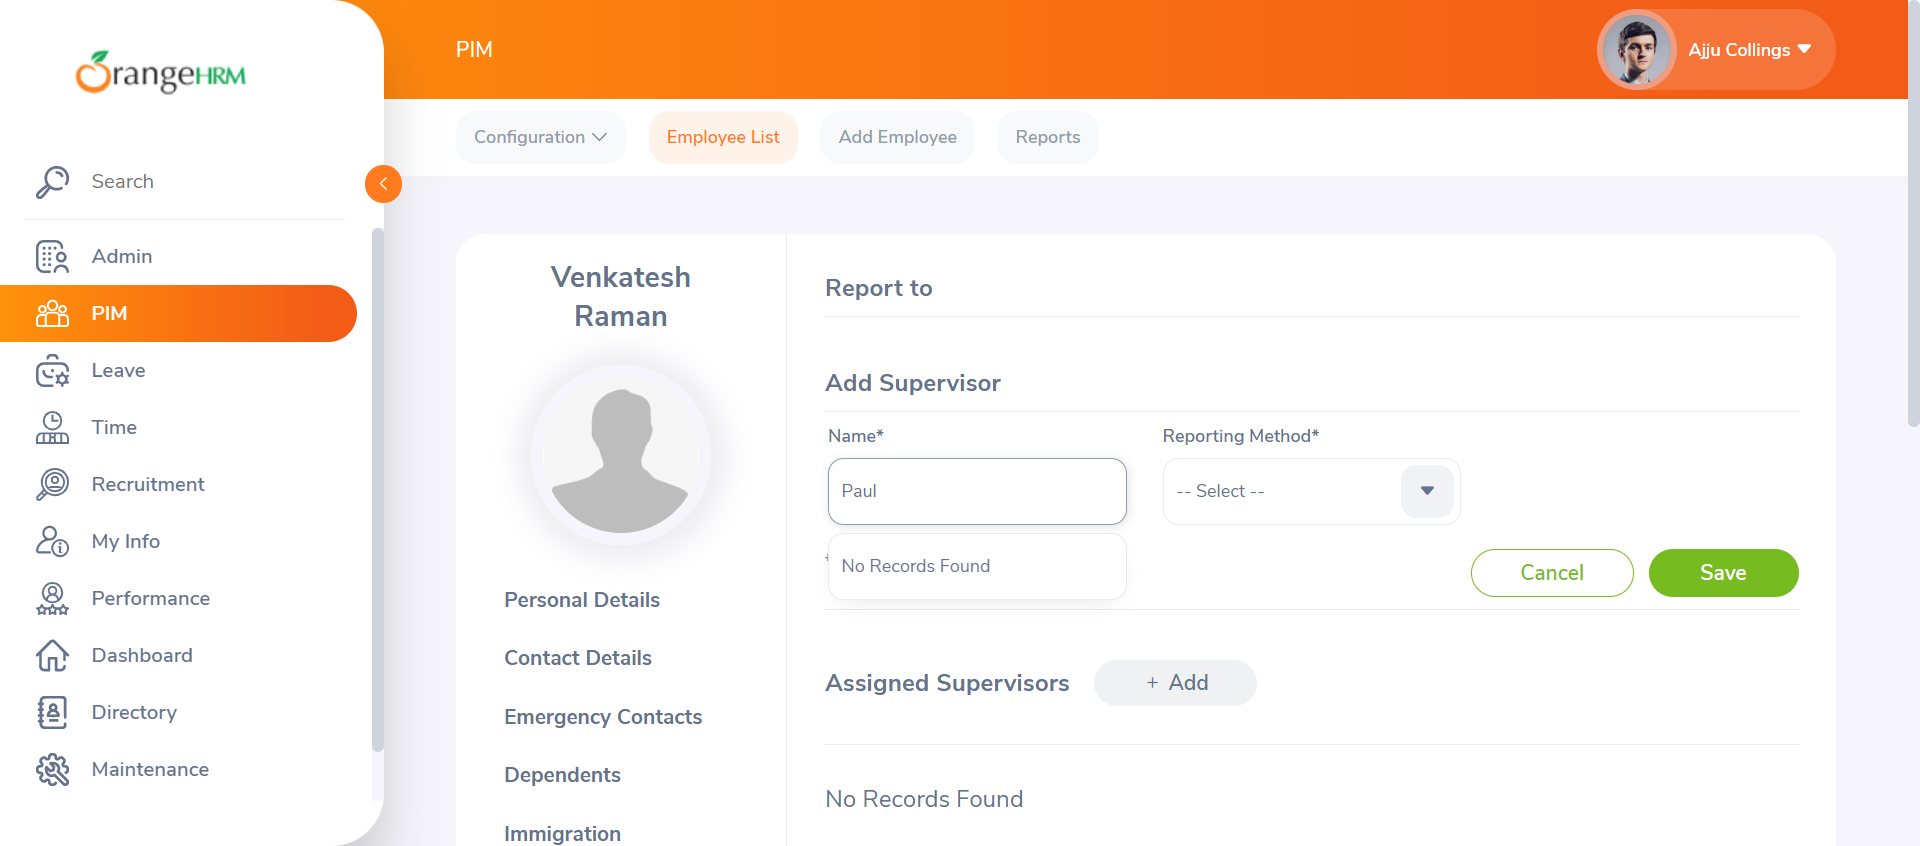 OrangeHRM
PIM
Ajju Collings
Configuration
Employee List
Add Employee
Reports
Search
Admin
PIM
Leave
Time
Recruitment
My Info
Performance
Dashboard
Directory
Maintenance
Venkatesh
Raman
Personal Details
Contact Details
Emergency Contacts
Dependents
Immigration
Report to
Add Supervisor
Name*
Reporting Method*
Paul
-- Select --
No Records Found
Cancel
Save
Assigned Supervisors
+ Add
No Records Found